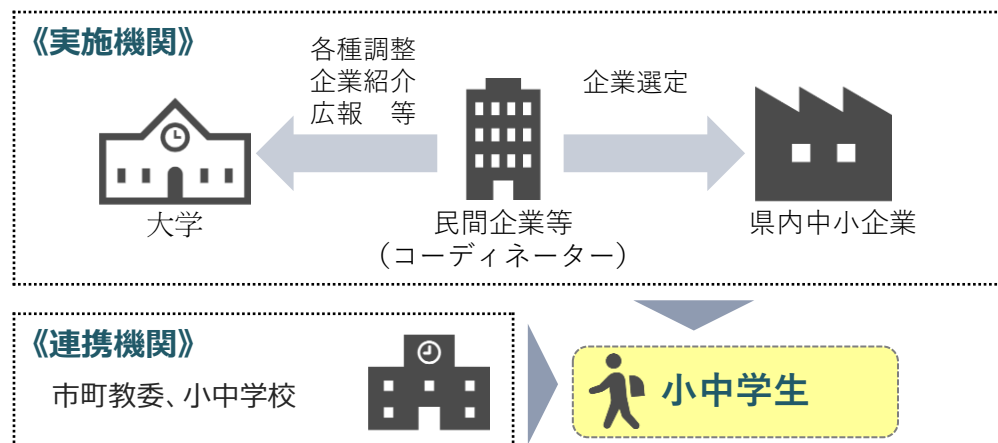 《実施機関》
各種調整
企業紹介
広報　等
企業選定
大学
民間企業等
（コーディネーター）
県内中小企業
《連携機関》
市町教委、小中学校
小中学生